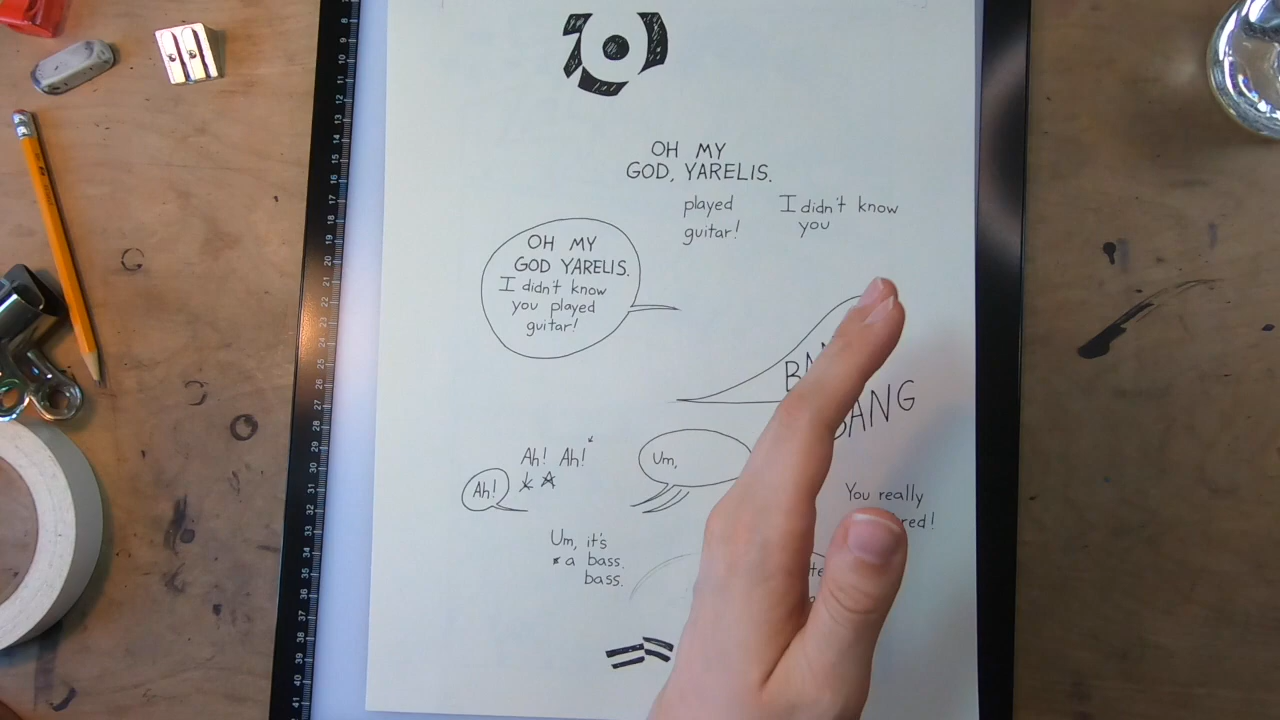 OH MY
GOD, YARELIS.
played
guitar!
I didn't know
you
OH MY
GOD YARELIS.
I didn't know
you played
guitar!
BANG
Ah! Ah!
Ah!
Um,
You really
Um, it's
a bass.
bass.